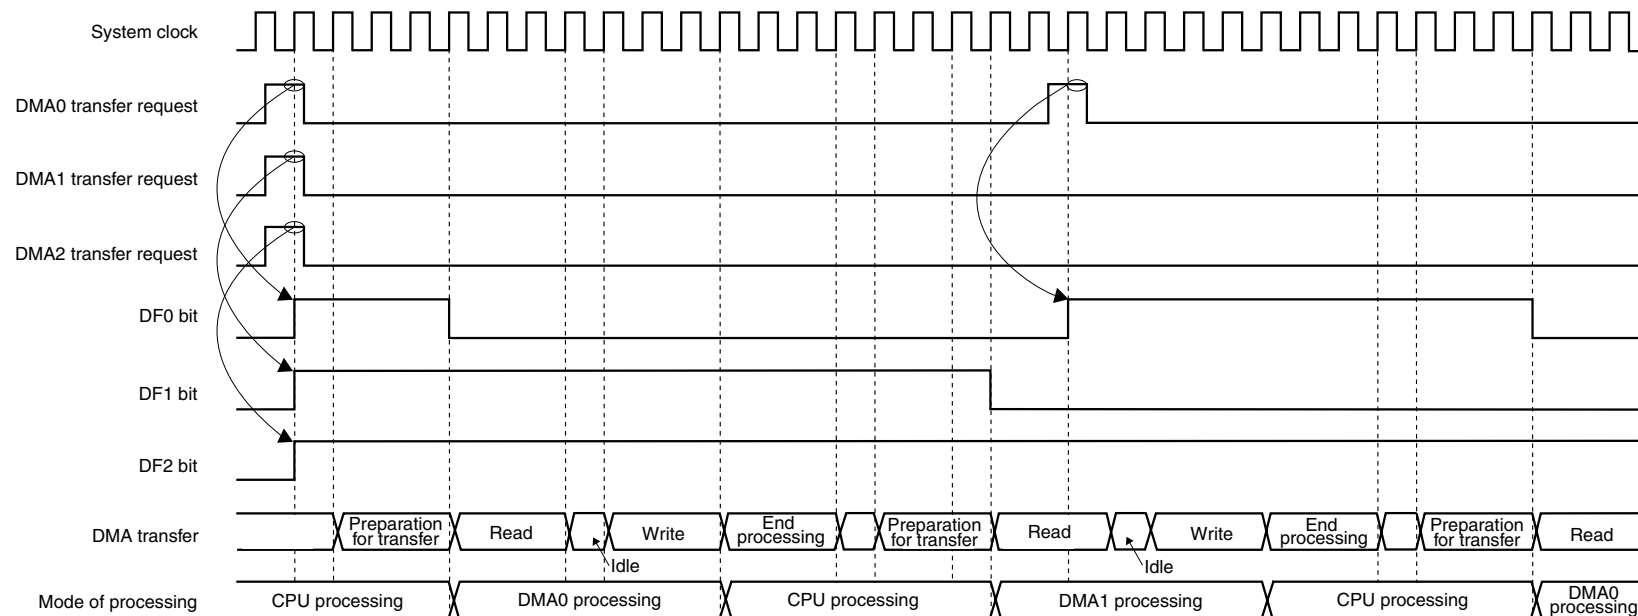 System clock
DMA0 transfer request
DMA1 transfer request
DMA2 transfer request
DF0 bit
DF1 bit
DF2 bit
DMA transfer
Preparation
for transfer
Read
Write
End
processing
Preparation
for transfer
Read
Write
End
processing
Preparation
for transfer
Read
Idle
Idle
Mode of processing
CPU processing
DMA0 processing
CPU processing
DMA1 processing
CPU processing
DMA0
processing